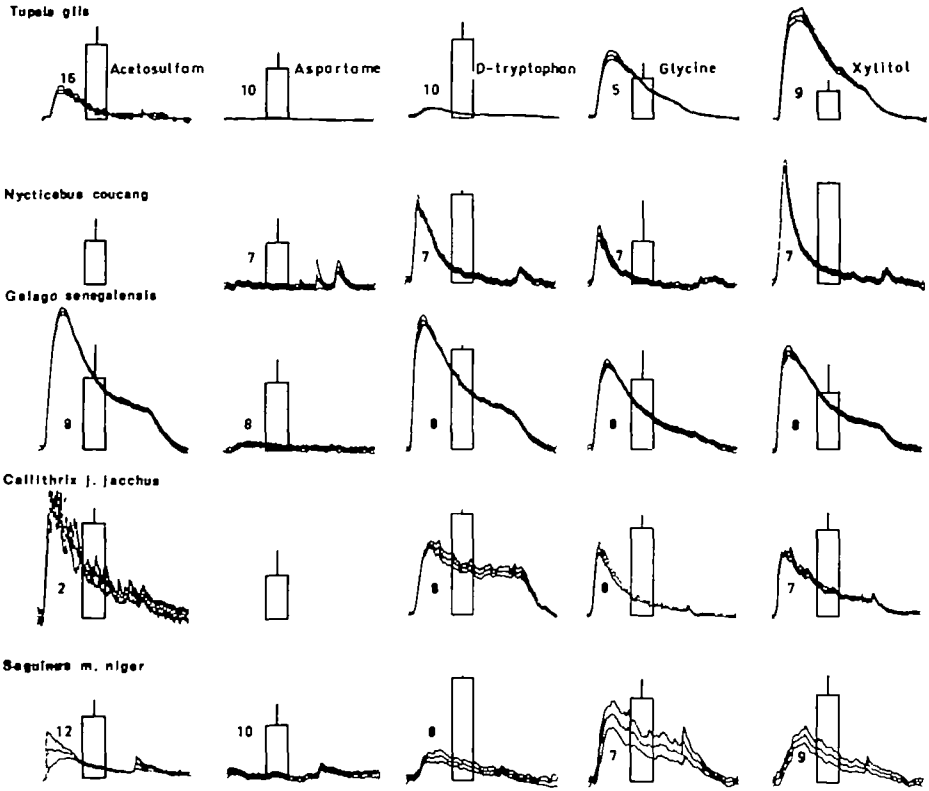 Tupaia glis
16 Acetosulfam
10 Aspartame
10 D-tryptophan
5 Glycine
9 Xylitol
Nycticebus coucang
7
7
7
7
Galago senegalensis
9
8
8
8
8
Callithrix j. jacchus
2
8
8
7
Saguinus m. niger
12
10
8
7
9